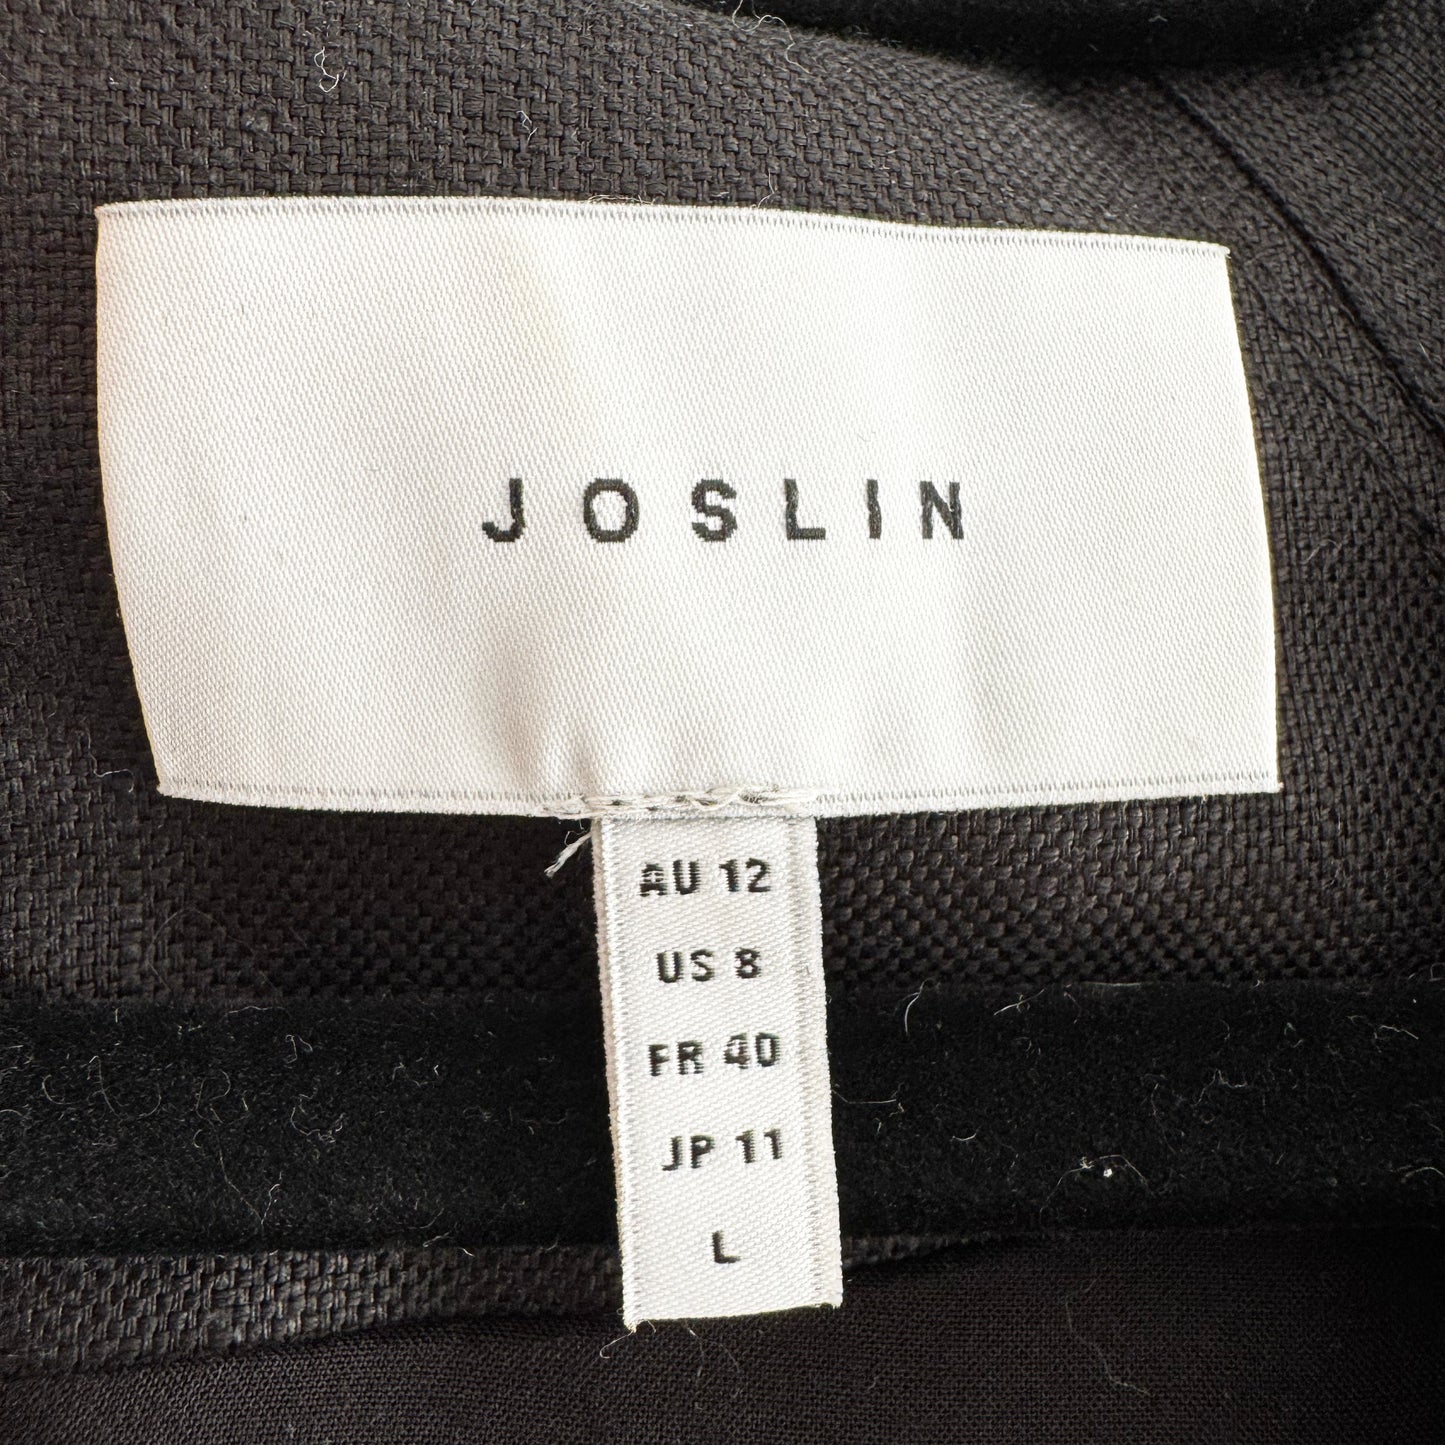 JOSLIN
AU 12
US 8
FR 40
JP 11
L